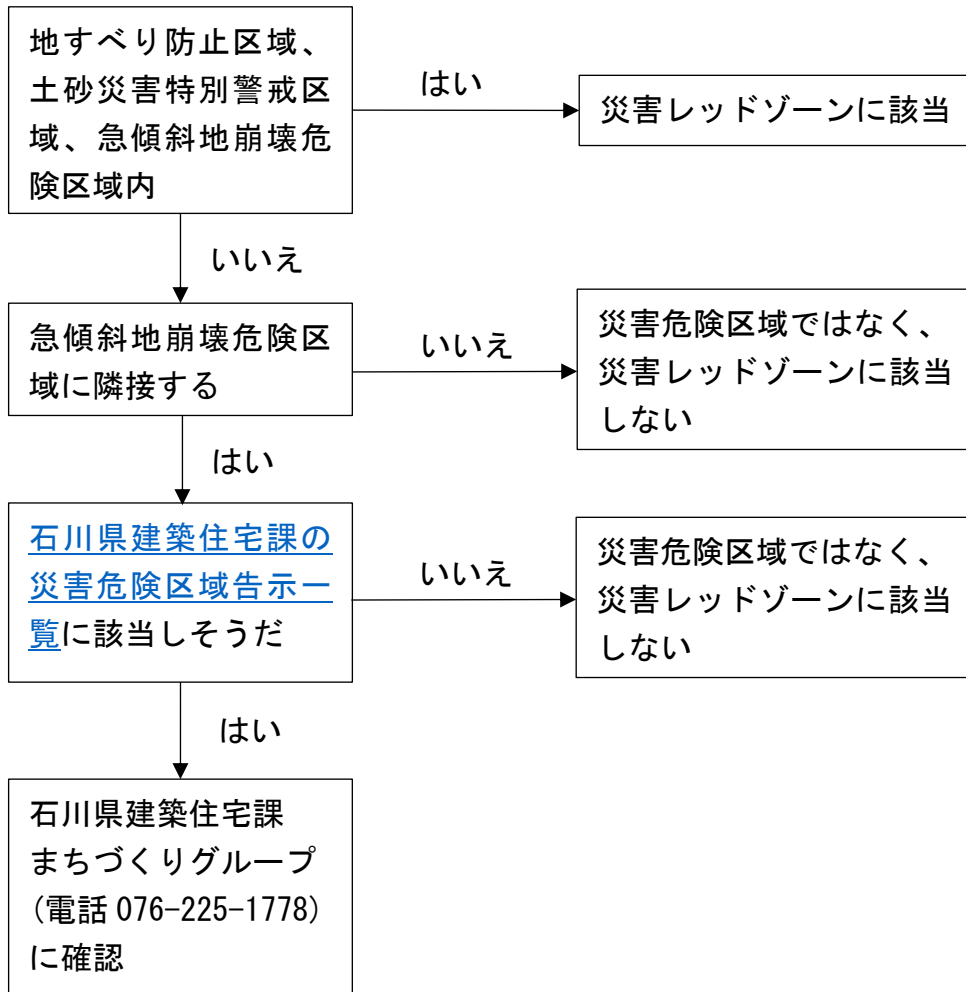 地すべり防止区域、
土砂災害特別警戒区
域、急傾斜地崩壊危
険区域内
はい
災害レッドゾーンに該当
いいえ
急傾斜地崩壊危険区
域に隣接する
いいえ
災害危険区域ではなく、
災害レッドゾーンに該当
しない
はい
石川県建築住宅課の
災害危険区域告示一
覧に該当しそうだ
いいえ
災害危険区域ではなく、
災害レッドゾーンに該当
しない
はい
石川県建築住宅課
まちづくりグループ
(電話 076-225-1778)
に確認